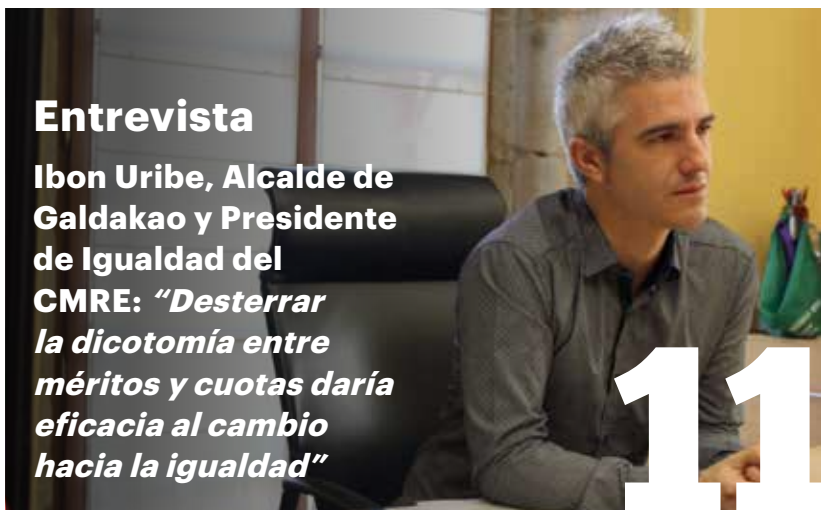 Entrevista
Ibon Uribe, Alcalde de
Galdakao y Presidente
de Igualdad del
CMRE: “Desterrar
la dicotomía entre
méritos y cuotas daría
eficacia al cambio
hacia la igualdad”
11